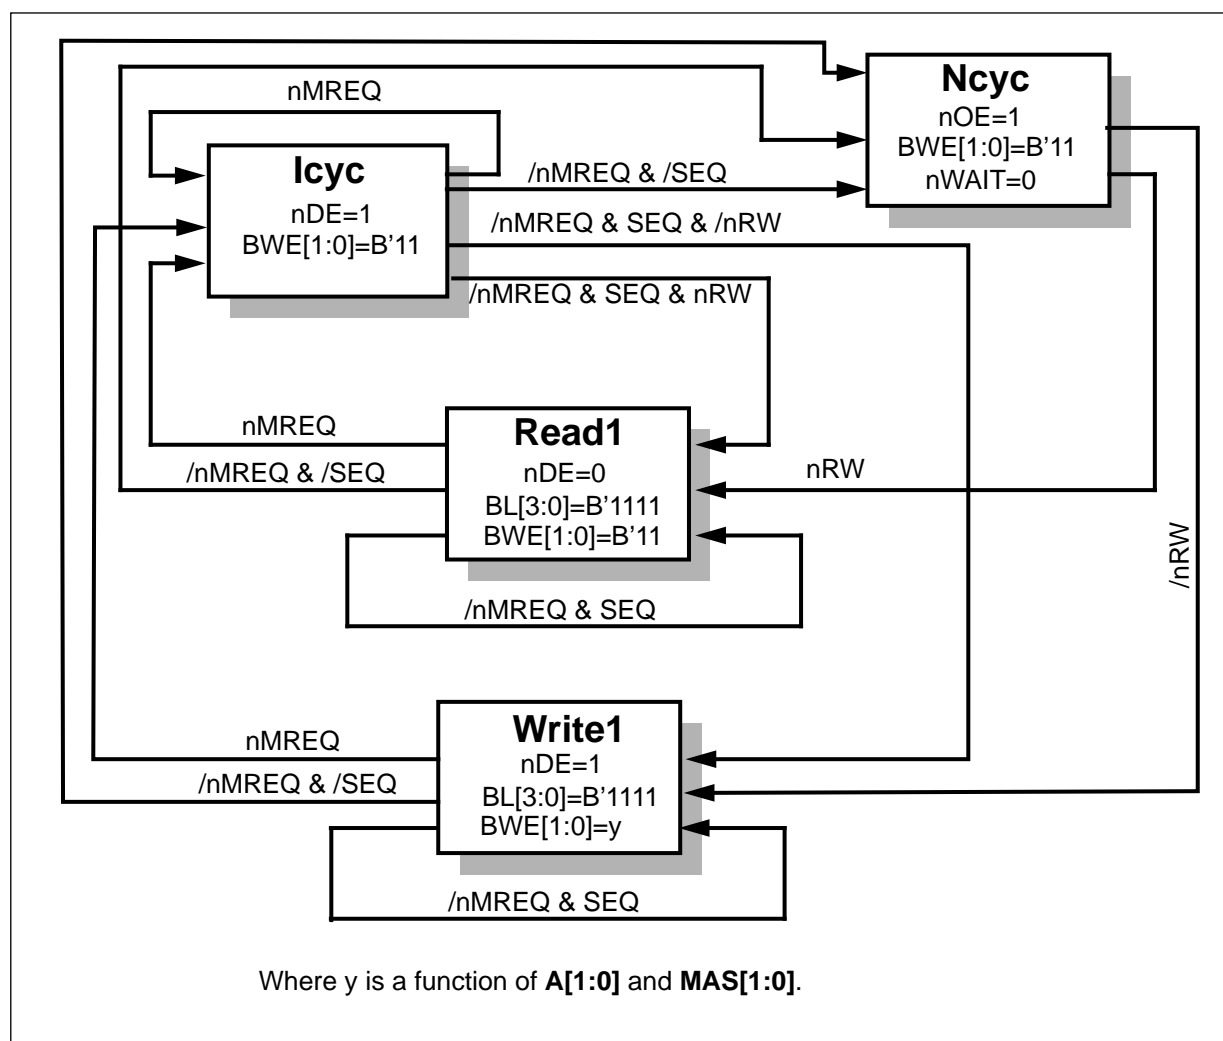 Ncyc
nOE=1
BWE[1:0]=B'11
nWAIT=0
nMREQ
Icyc
nDE=1
BWE[1:0]=B'11
/nMREQ & /SEQ
/nMREQ & SEQ & /nRW
/nMREQ & SEQ & nRW
nMREQ
/nMREQ & /SEQ
Read1
nDE=0
BL[3:0]=B'1111
BWE[1:0]=B'11
nRW
/nRW
/nMREQ & SEQ
nMREQ
/nMREQ & /SEQ
Write1
nDE=1
BL[3:0]=B'1111
BWE[1:0]=y
/nMREQ & SEQ
Where y is a function of A[1:0] and MAS[1:0].